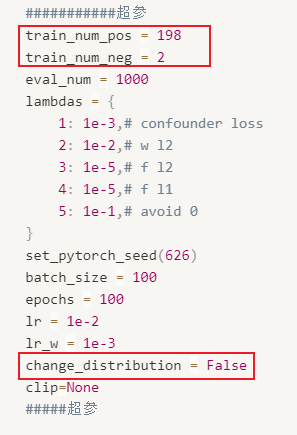 ###########超参
train_num_pos = 198
train_num_neg = 2
eval_num = 1000
lambdas = {
    1: 1e-3,# confounder loss
    2: 1e-2,# w l2
    3: 1e-5,# f l2
    4: 1e-5,# f l1
    5: 1e-1,# avoid 0
}
set_pytorch_seed(626)
batch_size = 100
epochs = 100
lr = 1e-2
lr_w = 1e-3
change_distribution = False
clip=None
#####超参